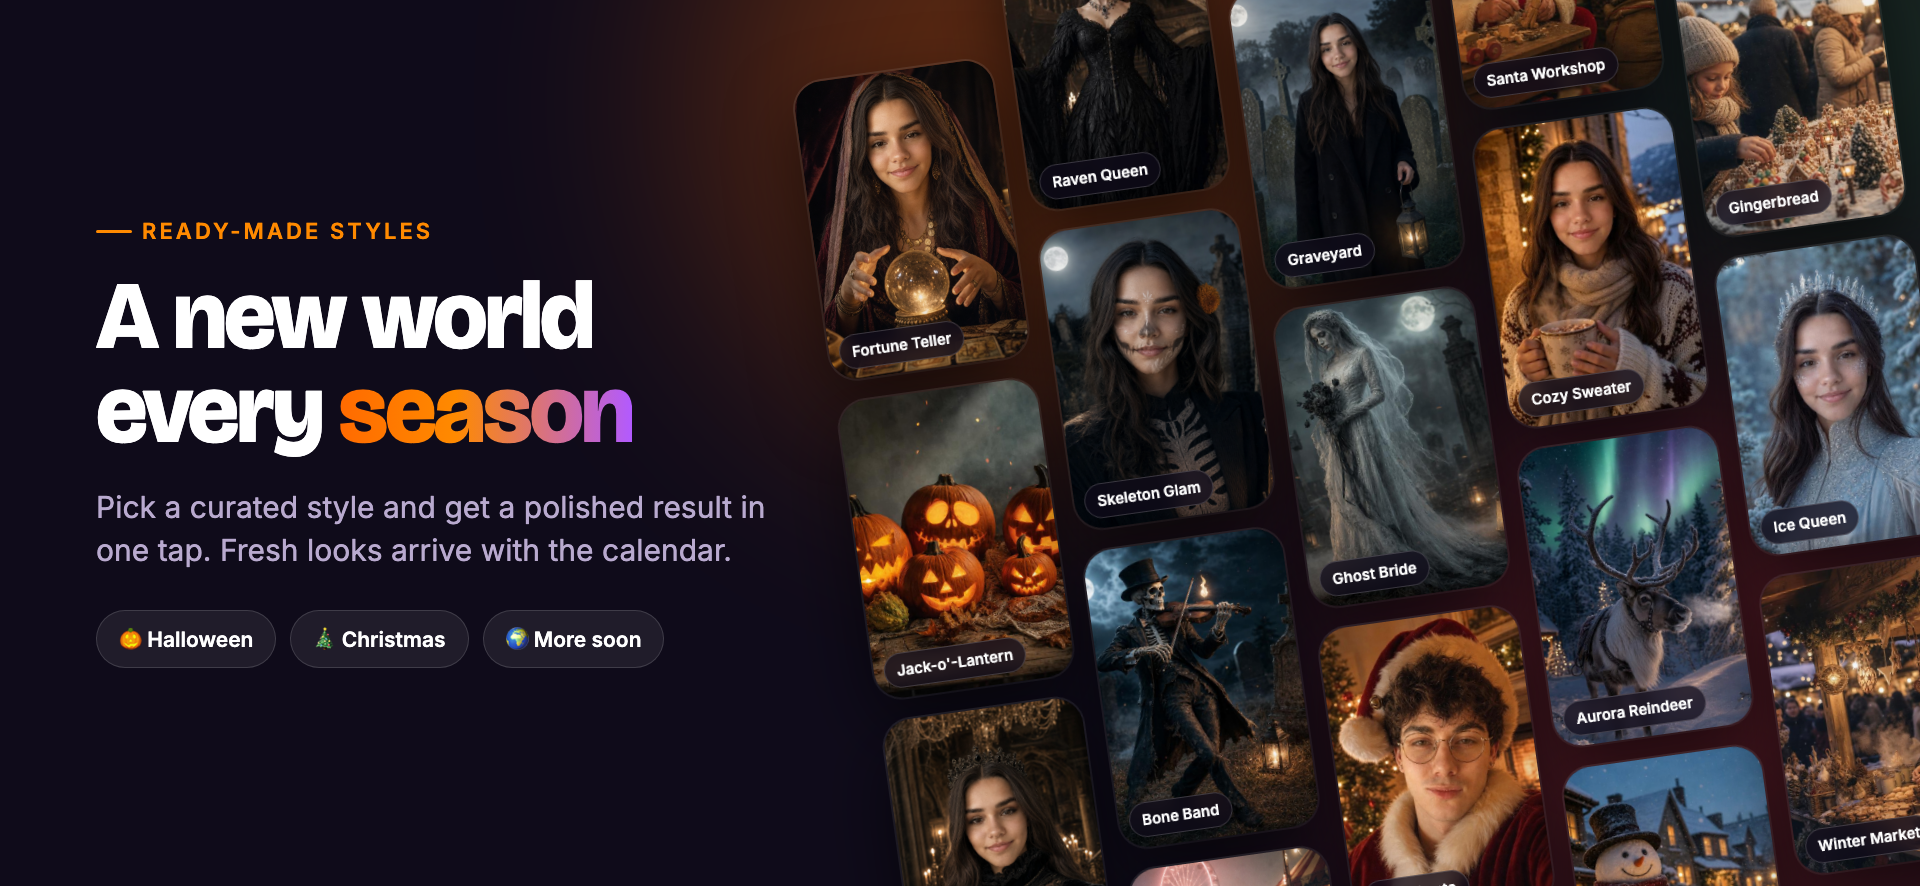 READY-MADE STYLES
A new world
every season
Pick a curated style and get a polished result in
one tap. Fresh looks arrive with the calendar.
Halloween
Christmas
More soon
Fortune Teller
Jack-o'-Lantern
Raven Queen
Skeleton Glam
Bone Band
Graveyard
Ghost Bride
Santa Workshop
Cozy Sweater
Aurora Reindeer
Gingerbread
Ice Queen
Winter Market